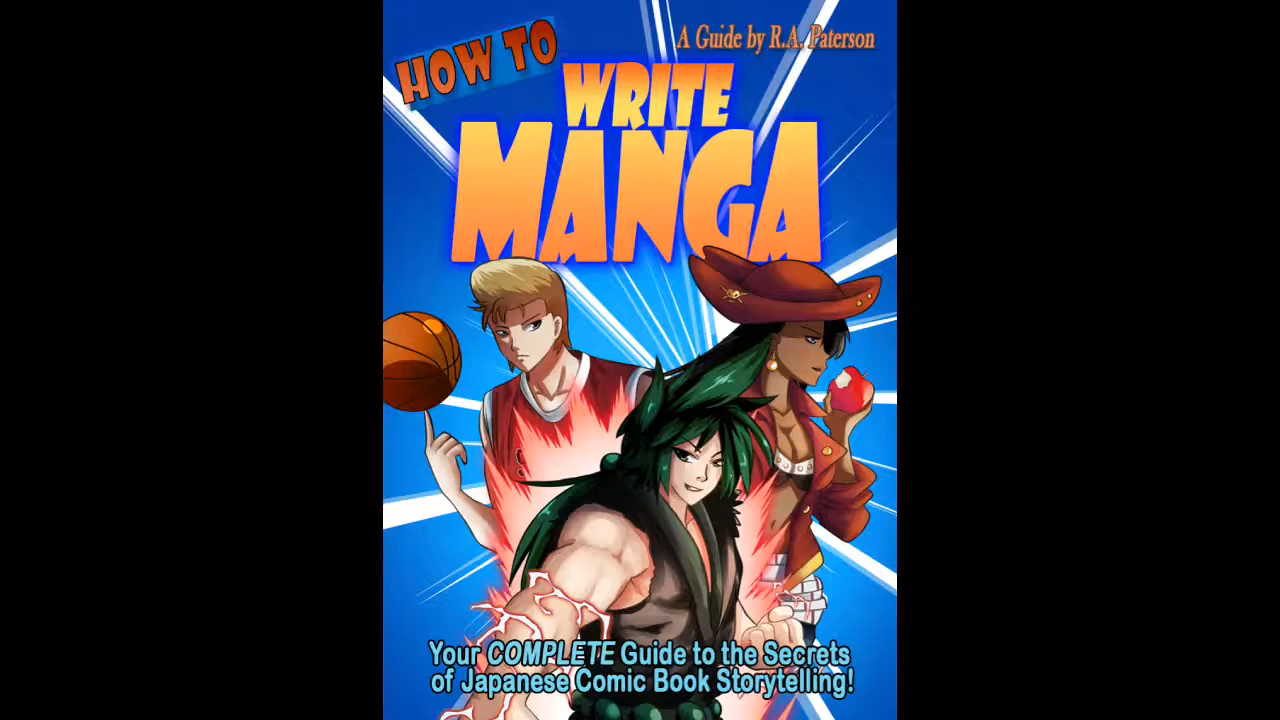 HOW TO
A Guide by R.A. Paterson
WRITE
MANGA
Your COMPLETE Guide to the Secrets
of Japanese Comic Book Storytelling!